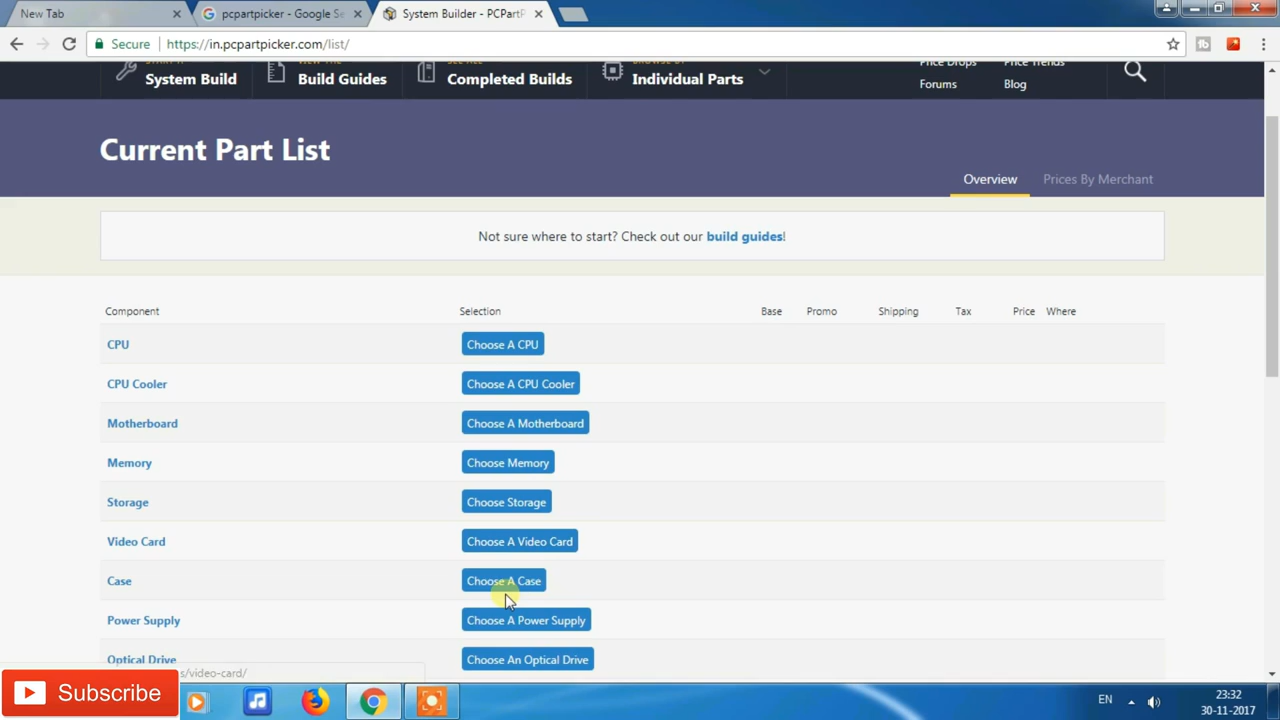 New Tab
pcpartpicker - Google Se
System Builder - PCPartP
Secure
https://in.pcpartpicker.com/list/
System Build
Build Guides
Completed Builds
Individual Parts
Price Drops
Price Trends
Forums
Blog
Current Part List
Overview
Prices By Merchant
Not sure where to start? Check out our build guides!
Component Selection Base Promo Shipping Tax Price Where
CPU Choose A CPU
CPU Cooler Choose A CPU Cooler
Motherboard Choose A Motherboard
Memory Choose Memory
Storage Choose Storage
Video Card Choose A Video Card
Case Choose A Case
Power Supply Choose A Power Supply
Optical Drive Choose An Optical Drive
s/video-card/
Subscribe
EN
23:32
30-11-2017